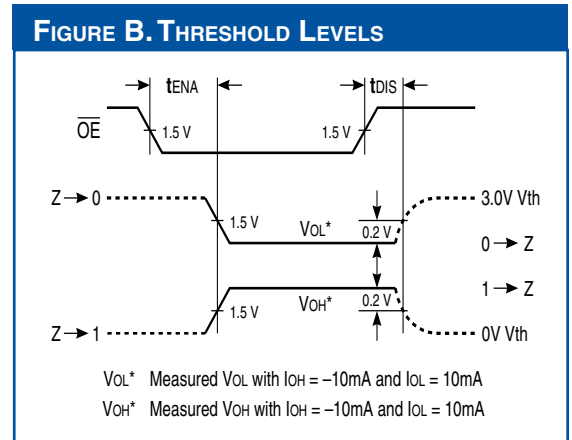 FIGURE B. THRESHOLD LEVELS
tENA tDIS
OE 1.5 V 1.5 V
Z 0 3.0V Vth
1.5 V VOL* 0.2 V
0 Z
1 Z
1.5 V VOH* 0.2 V
Z 1 0V Vth
VOL* Measured VOL with IOH = –10mA and IOL = 10mA
VOH* Measured VOH with IOH = –10mA and IOL = 10mA